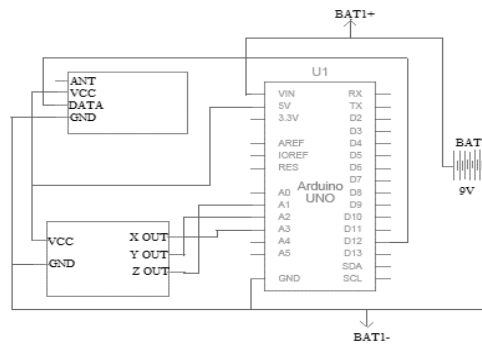 BAT1+
U1
ANT
VCC
DATA
GND
VIN
5V
3.3V
AREF
IOREF
RES
A0
A1
A2
A3
A4
A5
GND
Arduino
UNO
RX
TX
D2
D3
D4
D5
D6
D7
D8
D9
D10
D11
D12
D13
SDA
SCL
BAT
9V
VCC
GND
X OUT
Y OUT
Z OUT
BAT1-